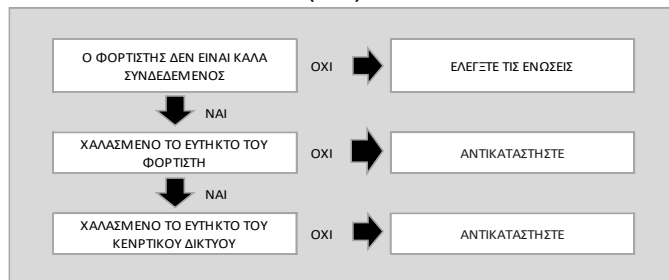 Ο ΦΟΡΤΙΣΤΗΣ ΔΕΝ ΕΙΝΑΙ ΚΑΛΑ
ΣΥΝΔΕΔΕΜΕΝΟΣ
ΟΧΙ
ΕΛΕΓΞΤΕ ΤΙΣ ΕΝΩΣΕΙΣ
ΝΑΙ
ΧΑΛΑΣΜΕΝΟ ΤΟ ΕΥΤΗΚΤΟ ΤΟΥ
ΦΟΡΤΙΣΤΗ
ΟΧΙ
ΑΝΤΙΚΑΤΑΣΤΗΣΤΕ
ΝΑΙ
ΧΑΛΑΣΜΕΝΟ ΤΟ ΕΥΤΗΚΤΟ ΤΟΥ
ΚΕΝΡΤΙΚΟΥ ΔΙΚΤΥΟΥ
ΟΧΙ
ΑΝΤΙΚΑΤΑΣΤΗΣΤΕ